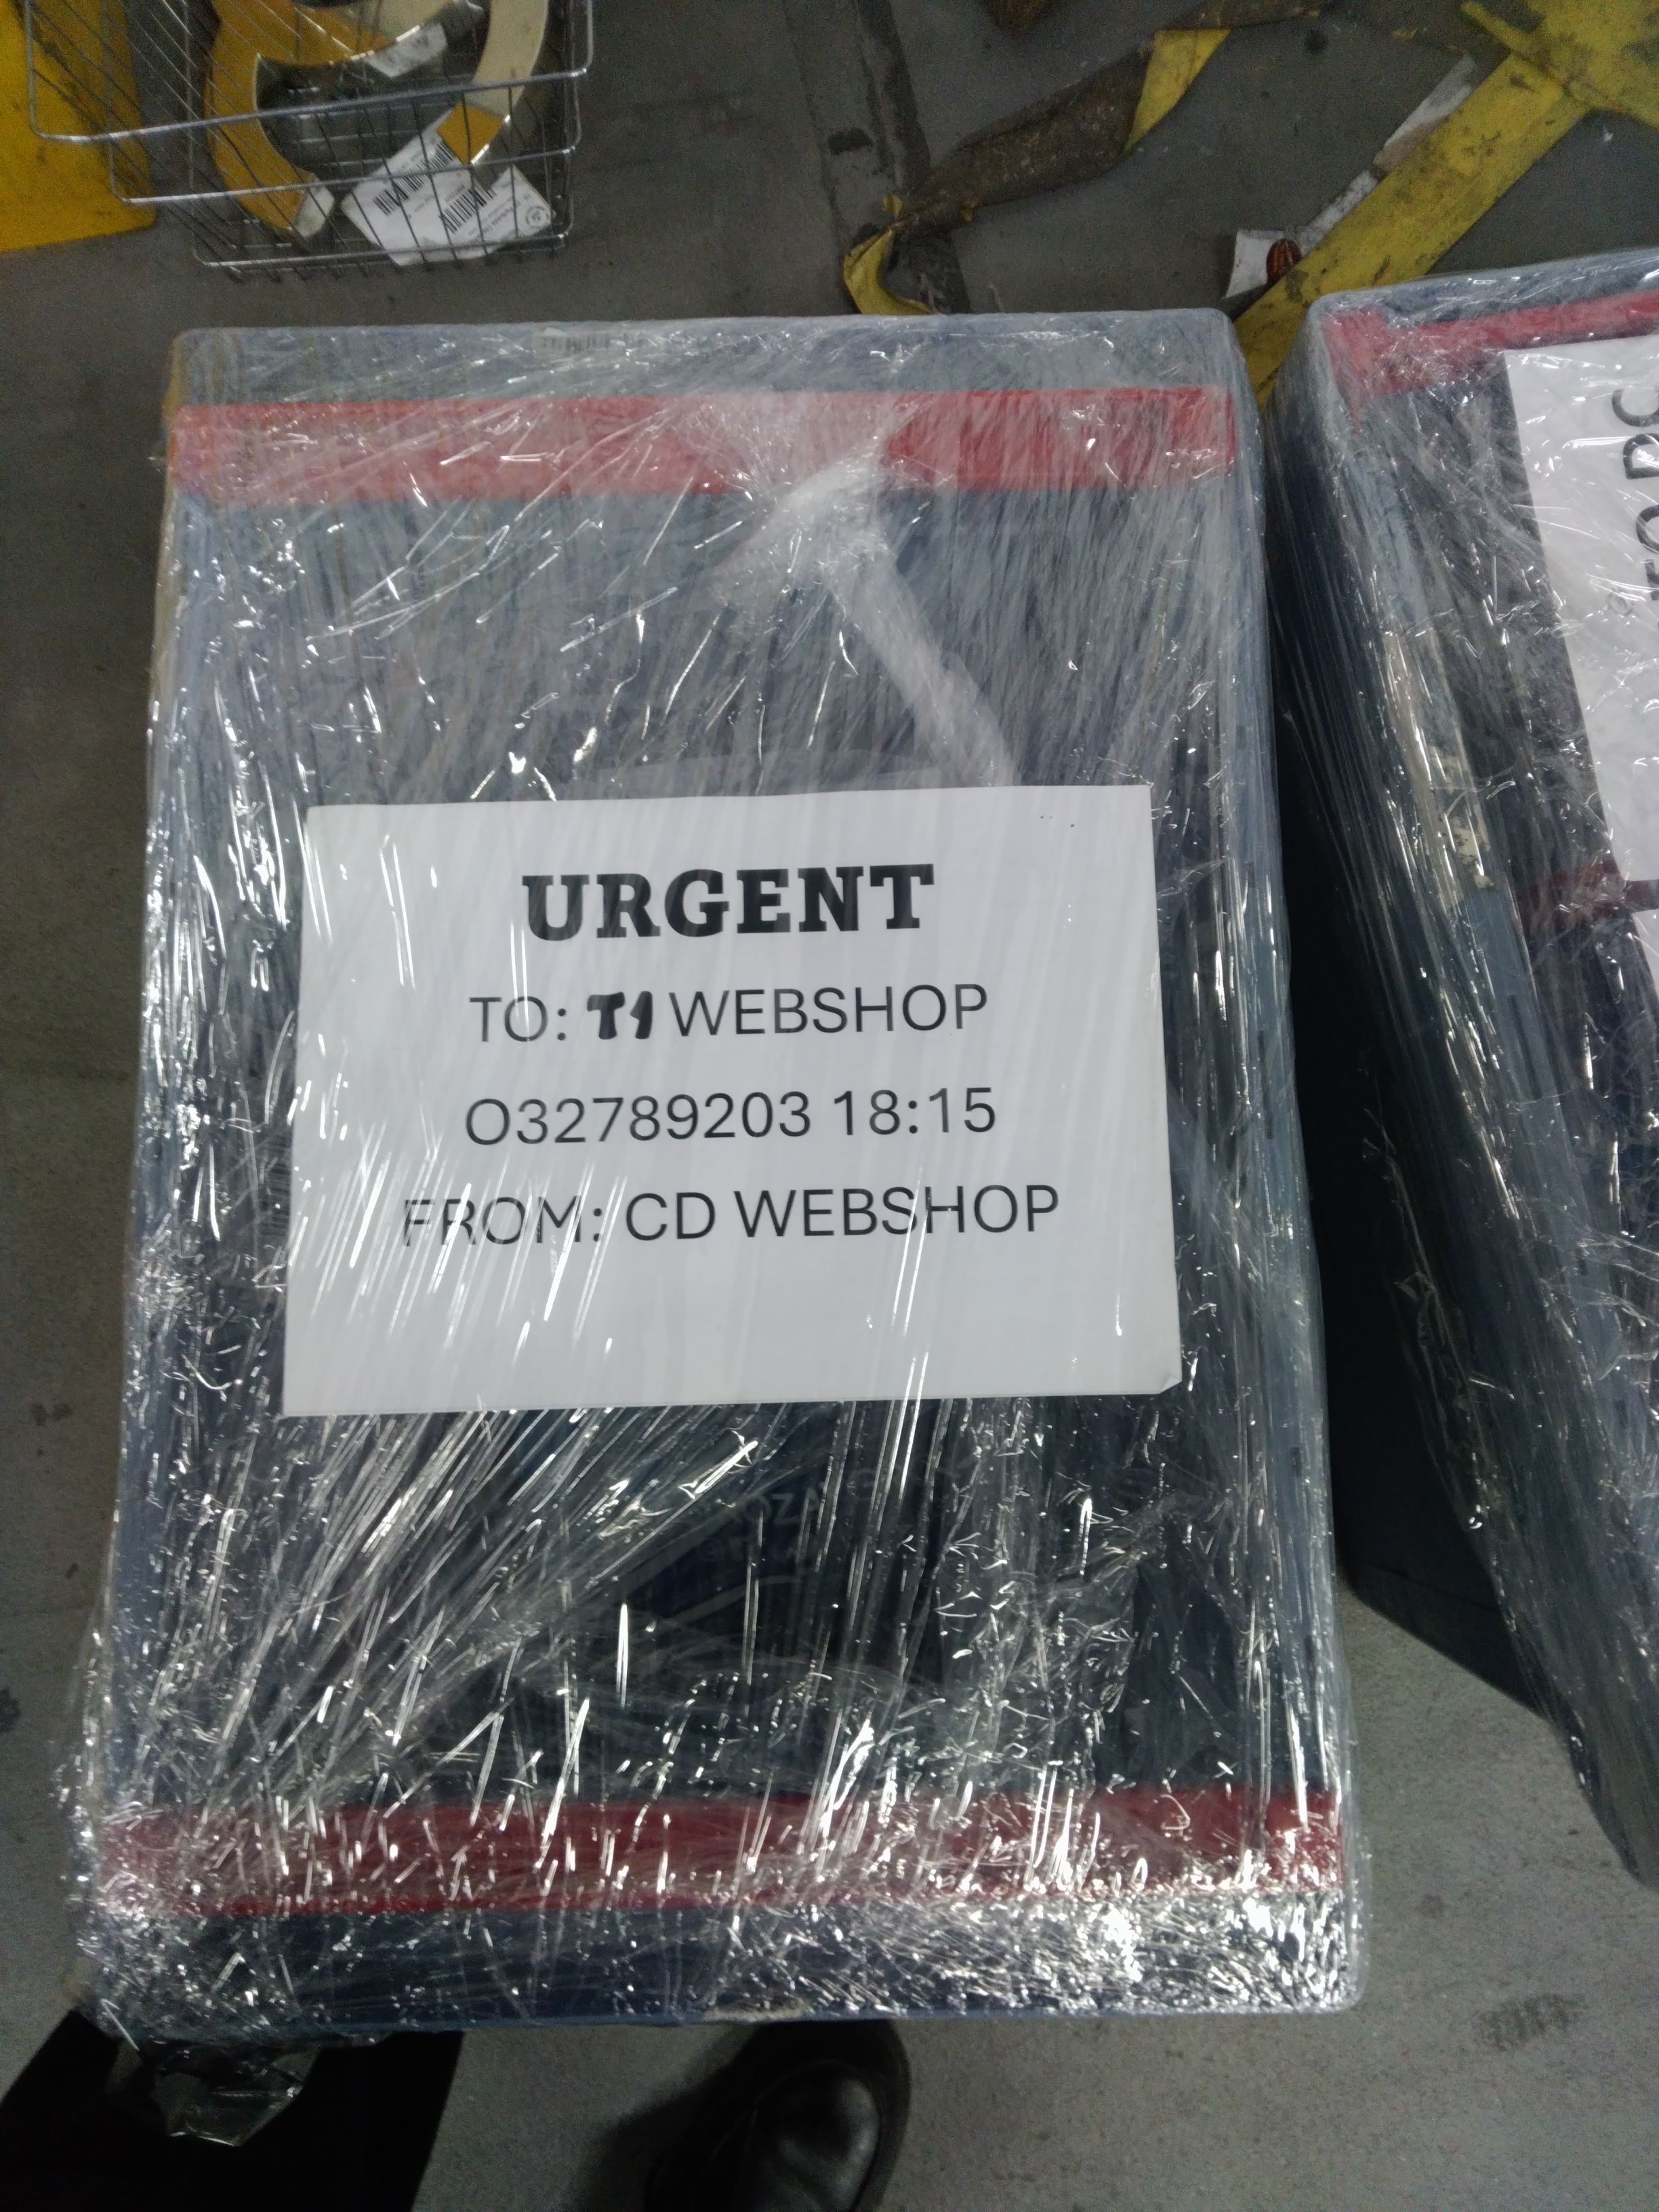 URGENT
TO: T1 WEBSHOP
O32789203 18:15
FROM: CD WEBSHOP